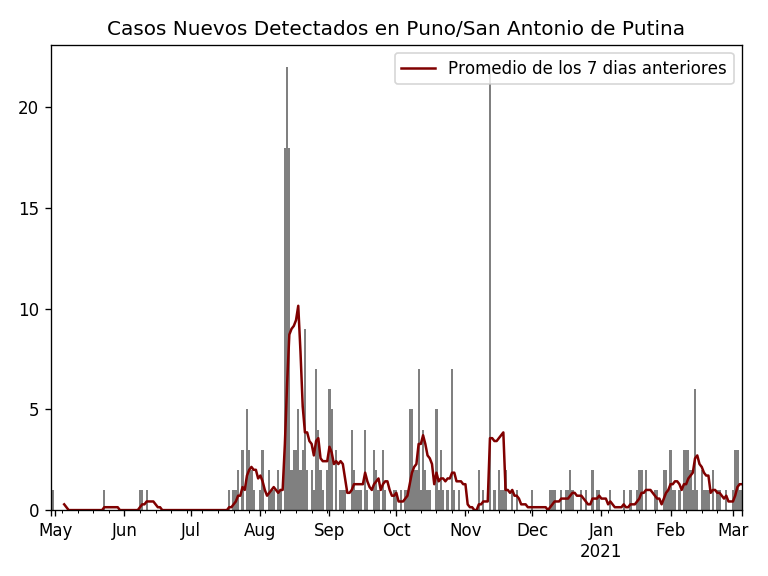 Casos Nuevos Detectados en Puno/San Antonio de Putina
Promedio de los 7 dias anteriores
20
15
10
5
0
May Jun Jul Aug Sep Oct Nov Dec Jan Feb Mar
2021